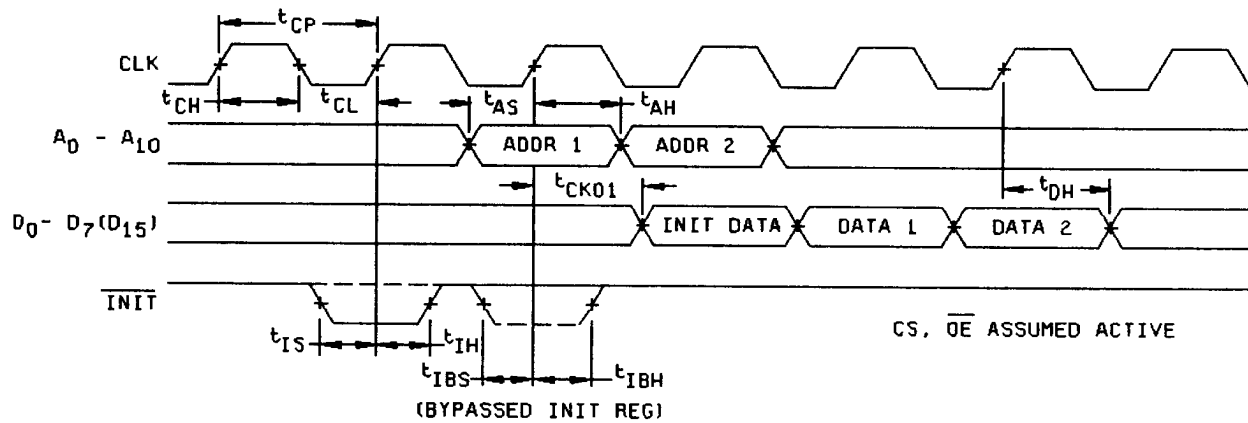 tCP
CLK
tCH tCL tAS tAH
A0 - A10 ADDR 1 ADDR 2
tCKO1 tDH
D0- D7(D15) INIT DATA DATA 1 DATA 2
INIT
CS, OE ASSUMED ACTIVE
tIS tIH
tIBS tIBH
(BYPASSED INIT REG)